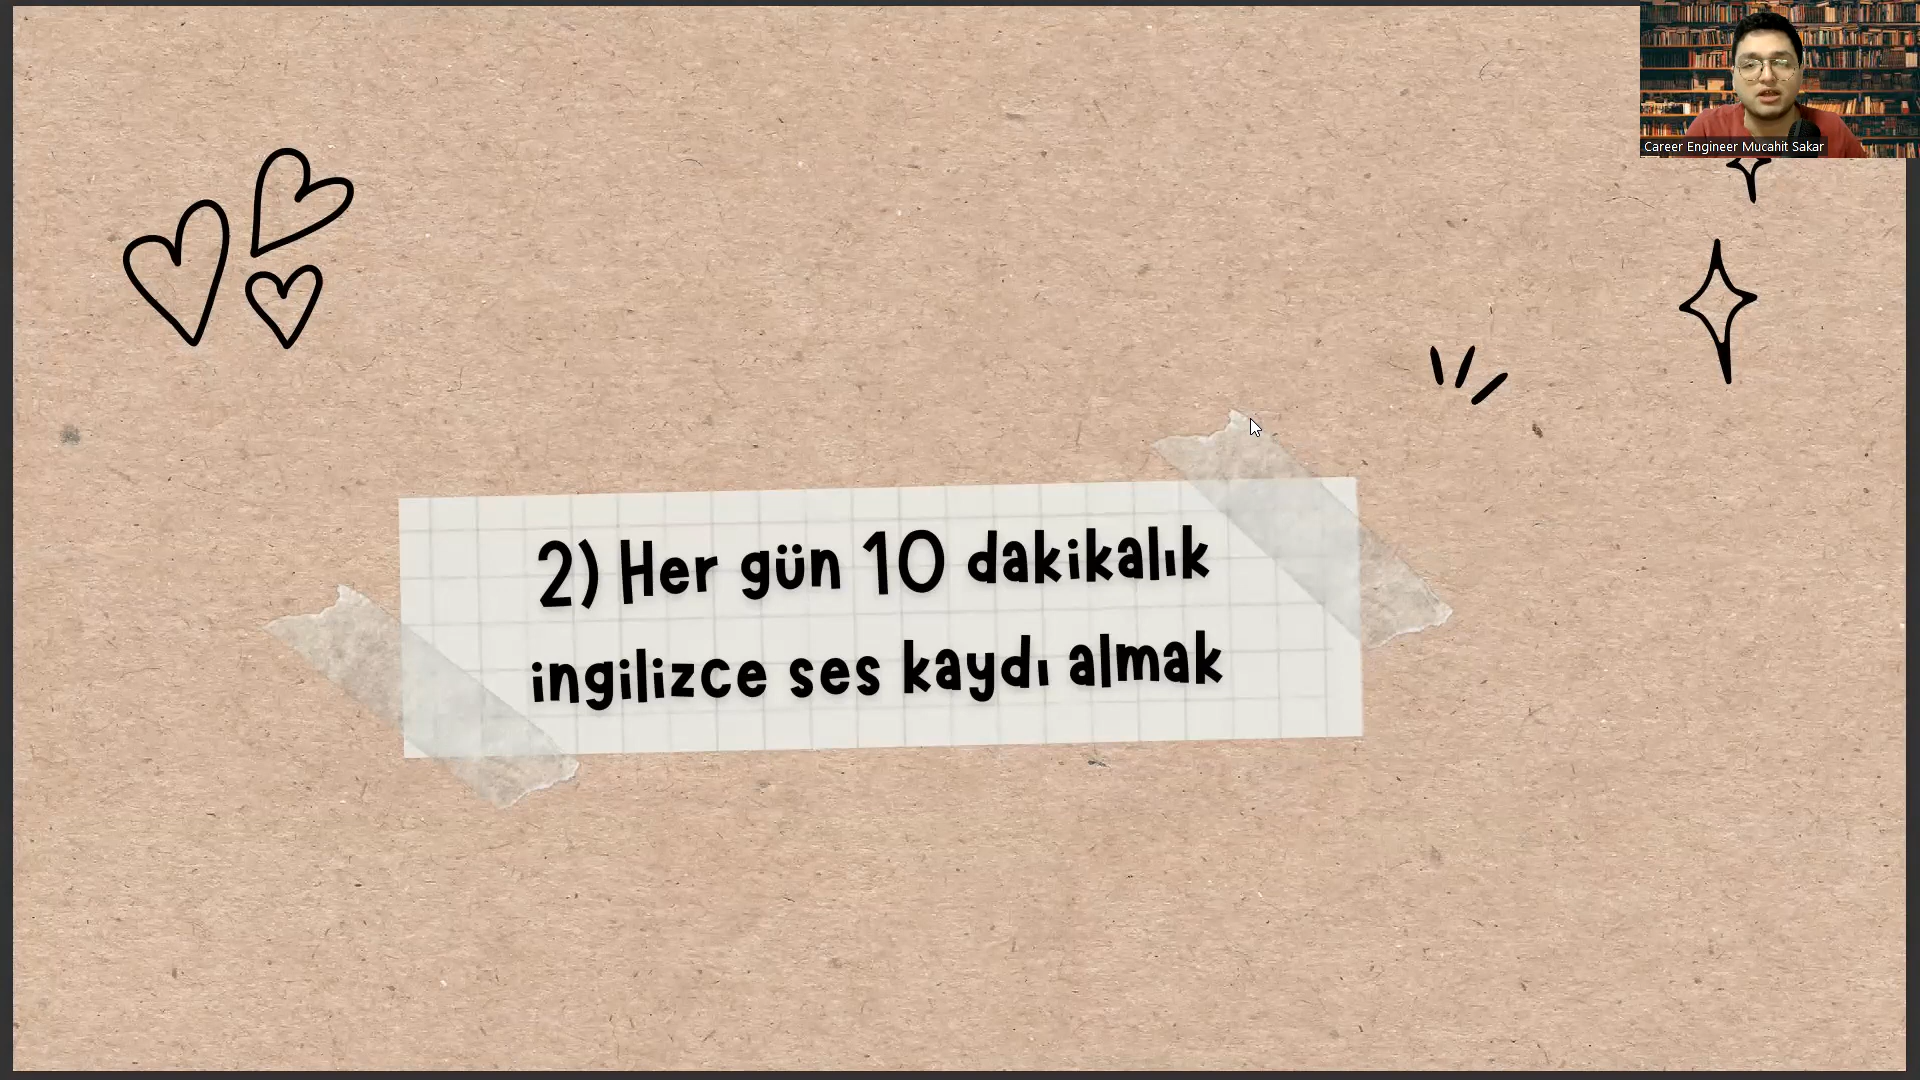 Career Engineer Mucahit Sakar
2) Her gün 10 dakikalık
ingilizce ses kaydı almak